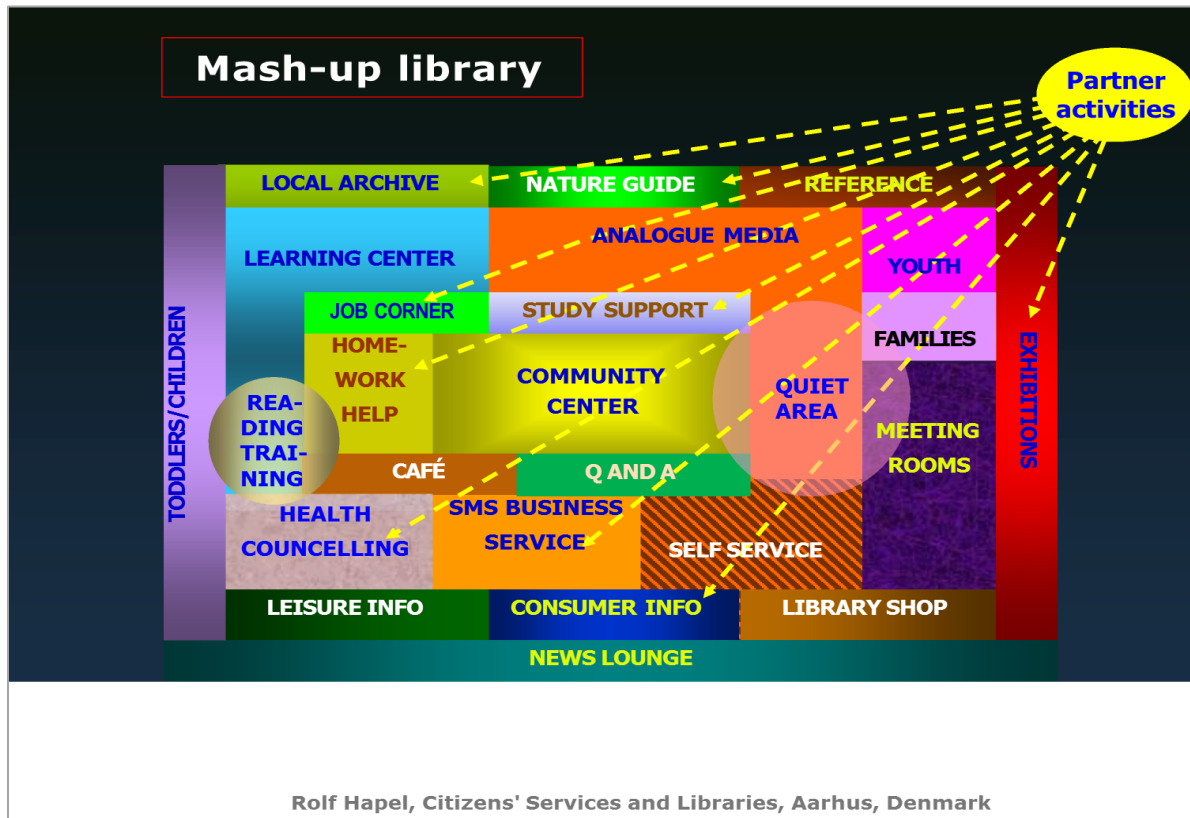 Mash-up library
Partner
activities
LOCAL ARCHIVE
NATURE GUIDE
REFERENCE
TODDLERS/CHILDREN
LEARNING CENTER
ANALOGUE MEDIA
YOUTH
JOB CORNER
STUDY SUPPORT
FAMILIES
EXHIBITIONS
HOME-
WORK
HELP
COMMUNITY
CENTER
QUIET
AREA
REA-
DING
TRAI-
NING
MEETING
ROOMS
CAFÉ
Q AND A
HEALTH
COUNCELLING
SMS BUSINESS
SERVICE
SELF SERVICE
LEISURE INFO
CONSUMER INFO
LIBRARY SHOP
NEWS LOUNGE
Rolf Hapel, Citizens' Services and Libraries, Aarhus, Denmark